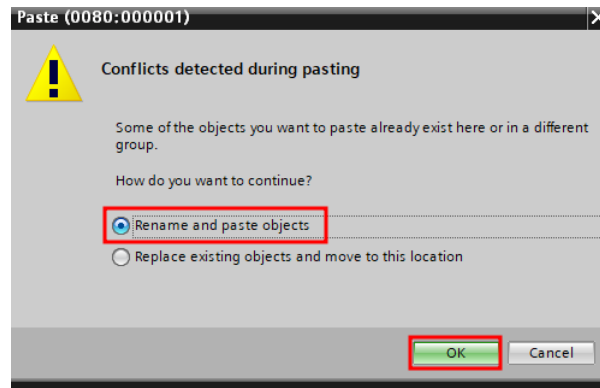 Paste (0080:000001)
Conflicts detected during pasting
Some of the objects you want to paste already exist here or in a different
group.
How do you want to continue?
Rename and paste objects
Replace existing objects and move to this location
OK
Cancel